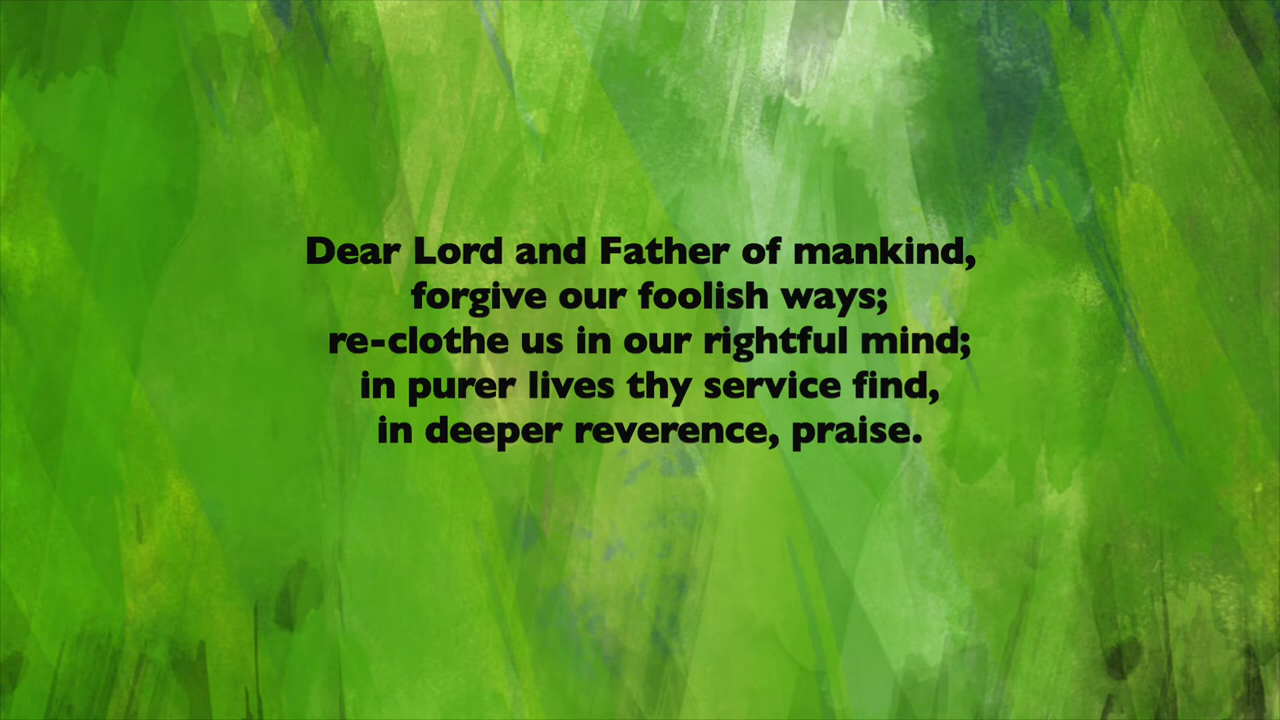 Dear Lord and Father of mankind,
forgive our foolish ways;
re-clothe us in our rightful mind;
in purer lives thy service find,
in deeper reverence, praise.